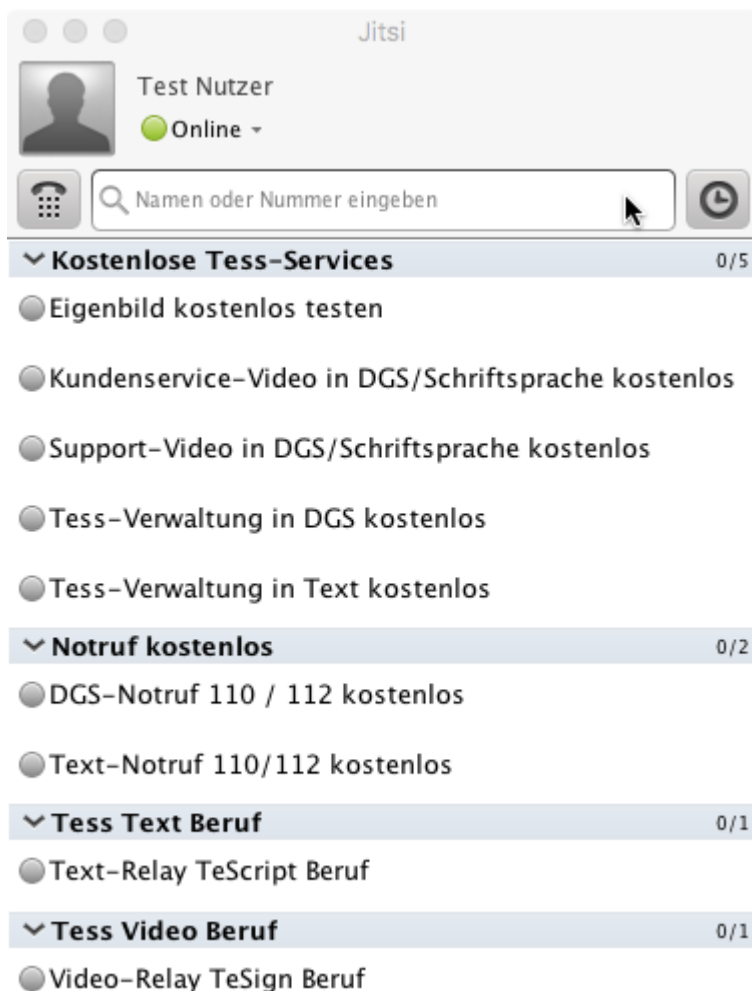 Jitsi
Test Nutzer
Online
Namen oder Nummer eingeben
Kostenlose Tess-Services 0/5
Eigenbild kostenlos testen
Kundenservice-Video in DGS/Schriftsprache kostenlos
Support-Video in DGS/Schriftsprache kostenlos
Tess-Verwaltung in DGS kostenlos
Tess-Verwaltung in Text kostenlos
Notruf kostenlos 0/2
DGS-Notruf 110 / 112 kostenlos
Text-Notruf 110/112 kostenlos
Tess Text Beruf 0/1
Text-Relay TeScript Beruf
Tess Video Beruf 0/1
Video-Relay TeSign Beruf